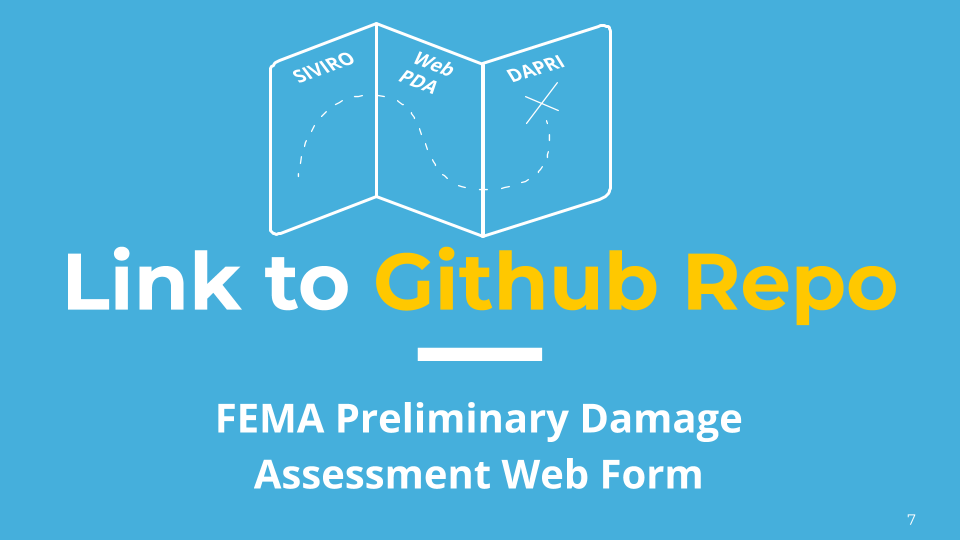 SIVIRO
Web
PDA
DAPRI
Link to Github Repo
FEMA Preliminary Damage
Assessment Web Form
7